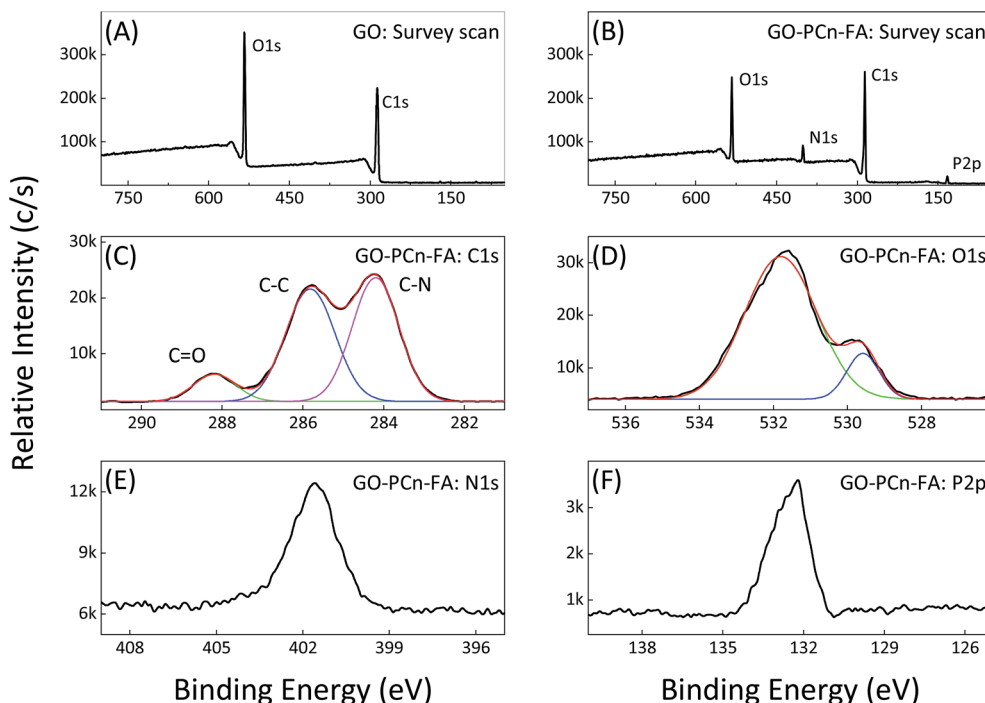 (A)
GO: Survey scan
O1s
C1s
300k
200k
100k
750
600
450
300
150
(B)
GO-PCn-FA: Survey scan
O1s
N1s
C1s
P2p
300k
200k
100k
750
600
450
300
150
(C)
GO-PCn-FA: C1s
C=O
C-C
C-N
30k
20k
10k
290
288
286
284
282
(D)
GO-PCn-FA: O1s
30k
20k
10k
536
534
532
530
528
(E)
GO-PCn-FA: N1s
12k
9k
6k
408
405
402
399
396
(F)
GO-PCn-FA: P2p
3k
2k
1k
138
135
132
129
126
Relative Intensity (c/s)
Binding Energy (eV)
Binding Energy (eV)